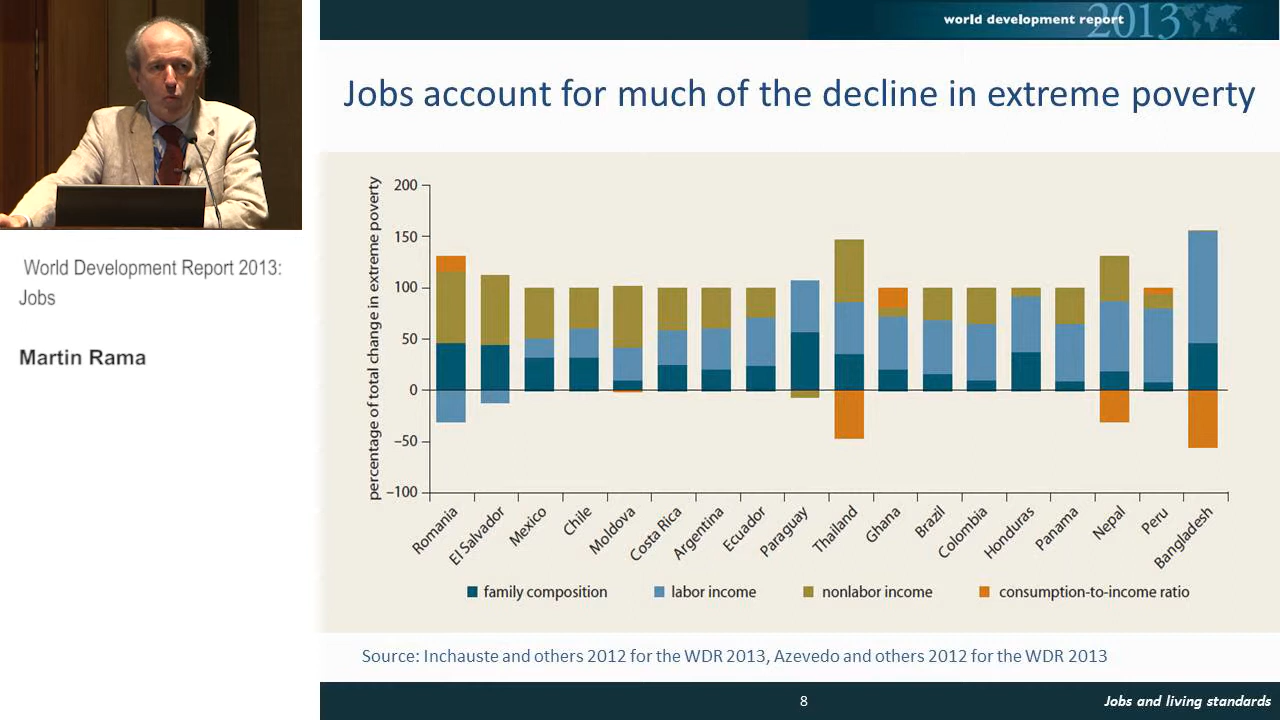 world development report 2013
Jobs account for much of the decline in extreme poverty
World Development Report 2013:
Jobs
Martin Rama
percentage of total change in extreme poverty
200
150
100
50
0
–50
–100
Romania
El Salvador
Mexico
Chile
Moldova
Costa Rica
Argentina
Ecuador
Paraguay
Thailand
Ghana
Brazil
Colombia
Honduras
Panama
Nepal
Peru
Bangladesh
family composition
labor income
nonlabor income
consumption-to-income ratio
Source: Inchauste and others 2012 for the WDR 2013, Azevedo and others 2012 for the WDR 2013
8
Jobs and living standards